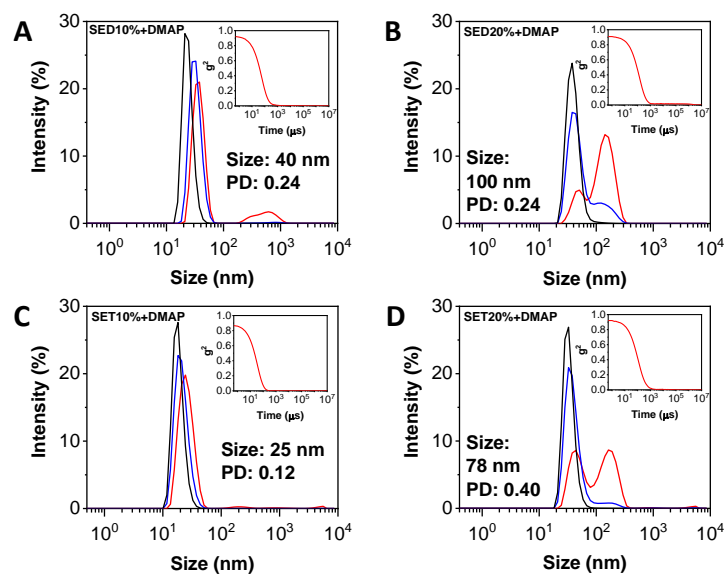 A
SED10%+DMAP
30
20
10
0
Intensity (%)
10⁰ 10¹ 10² 10³ 10⁴
Size (nm)
1.0
0.8
0.6
0.4
0.2
0.0
g²
10¹ 10³ 10⁵ 10⁷
Time (µs)
Size: 40 nm
PD: 0.24
B
SED20%+DMAP
30
20
10
0
Intensity (%)
10⁰ 10¹ 10² 10³ 10⁴
Size (nm)
1.0
0.8
0.6
0.4
0.2
0.0
g²
10¹ 10³ 10⁵ 10⁷
Time (µs)
Size:
100 nm
PD: 0.24
C
SET10%+DMAP
30
20
10
0
Intensity (%)
10⁰ 10¹ 10² 10³ 10⁴
Size (nm)
1.0
0.8
0.6
0.4
0.2
0.0
g²
10¹ 10³ 10⁵ 10⁷
Time (µs)
Size: 25 nm
PD: 0.12
D
SET20%+DMAP
30
20
10
0
Intensity (%)
10⁰ 10¹ 10² 10³ 10⁴
Size (nm)
1.0
0.8
0.6
0.4
0.2
0.0
g²
10¹ 10³ 10⁵ 10⁷
Time (µs)
Size:
78 nm
PD: 0.40